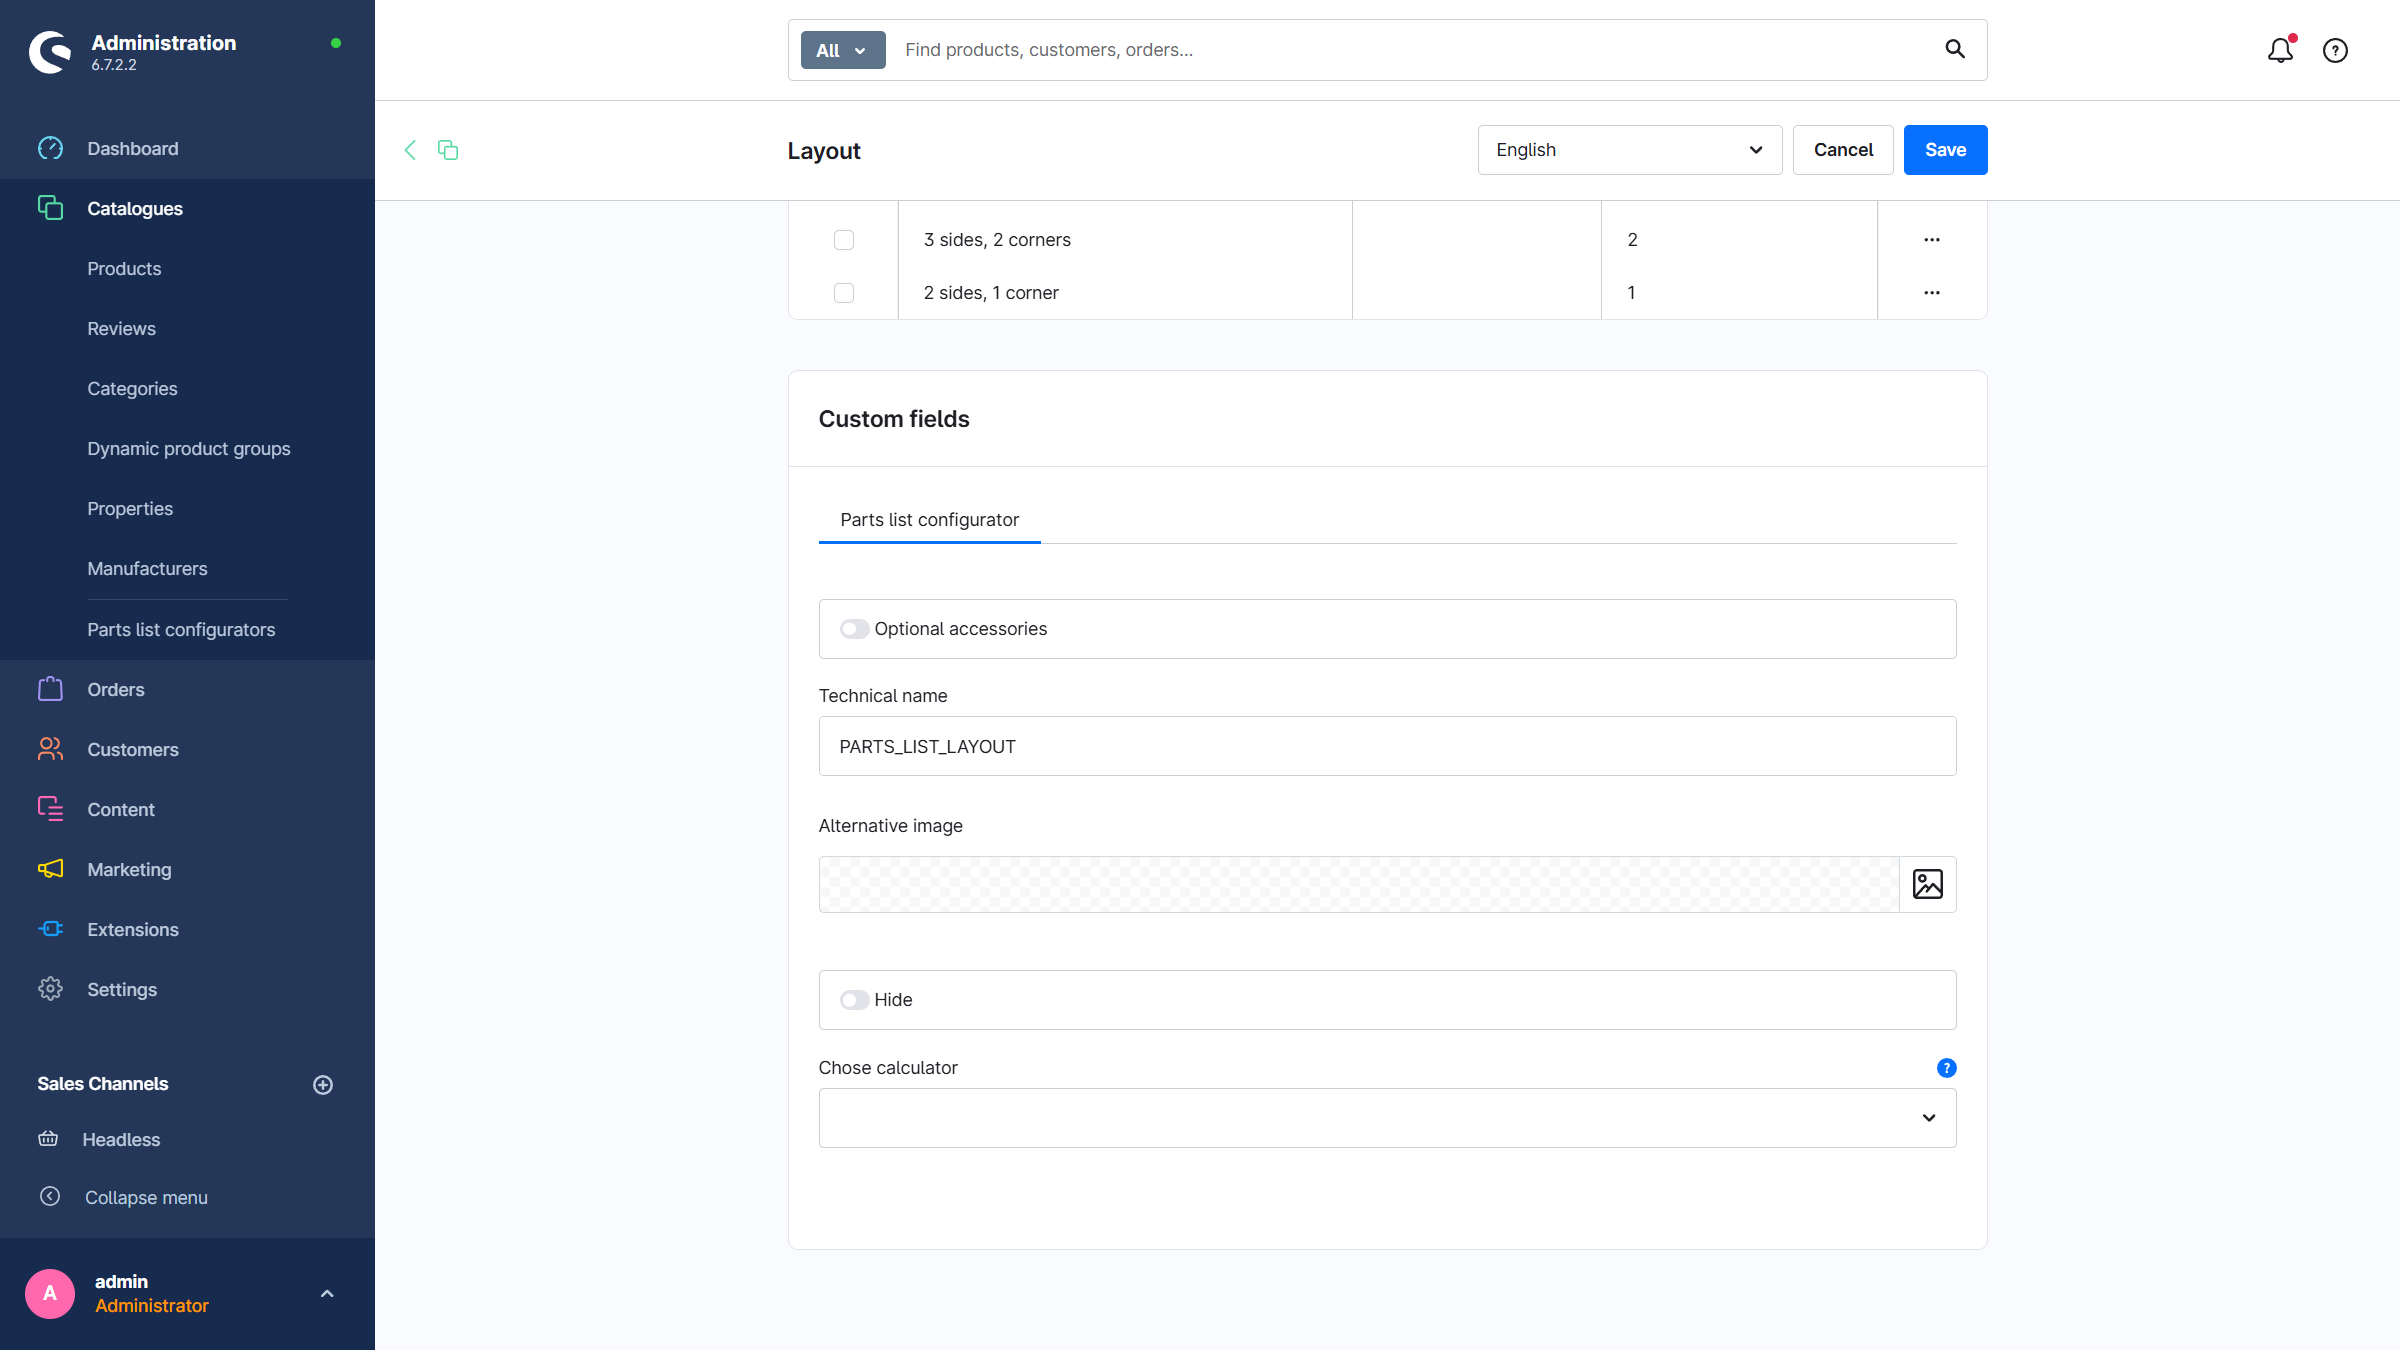 Administration
6.7.2.2
Dashboard
Catalogues
Products
Reviews
Categories
Dynamic product groups
Properties
Manufacturers
Parts list configurators
Orders
Customers
Content
Marketing
Extensions
Settings
Sales Channels
Headless
Collapse menu
A
admin
Administrator
All
Find products, customers, orders...
Layout
English
Cancel
Save
3 sides, 2 corners 2
2 sides, 1 corner 1
Custom fields
Parts list configurator
Optional accessories
Technical name
PARTS_LIST_LAYOUT
Alternative image
Hide
Chose calculator
?